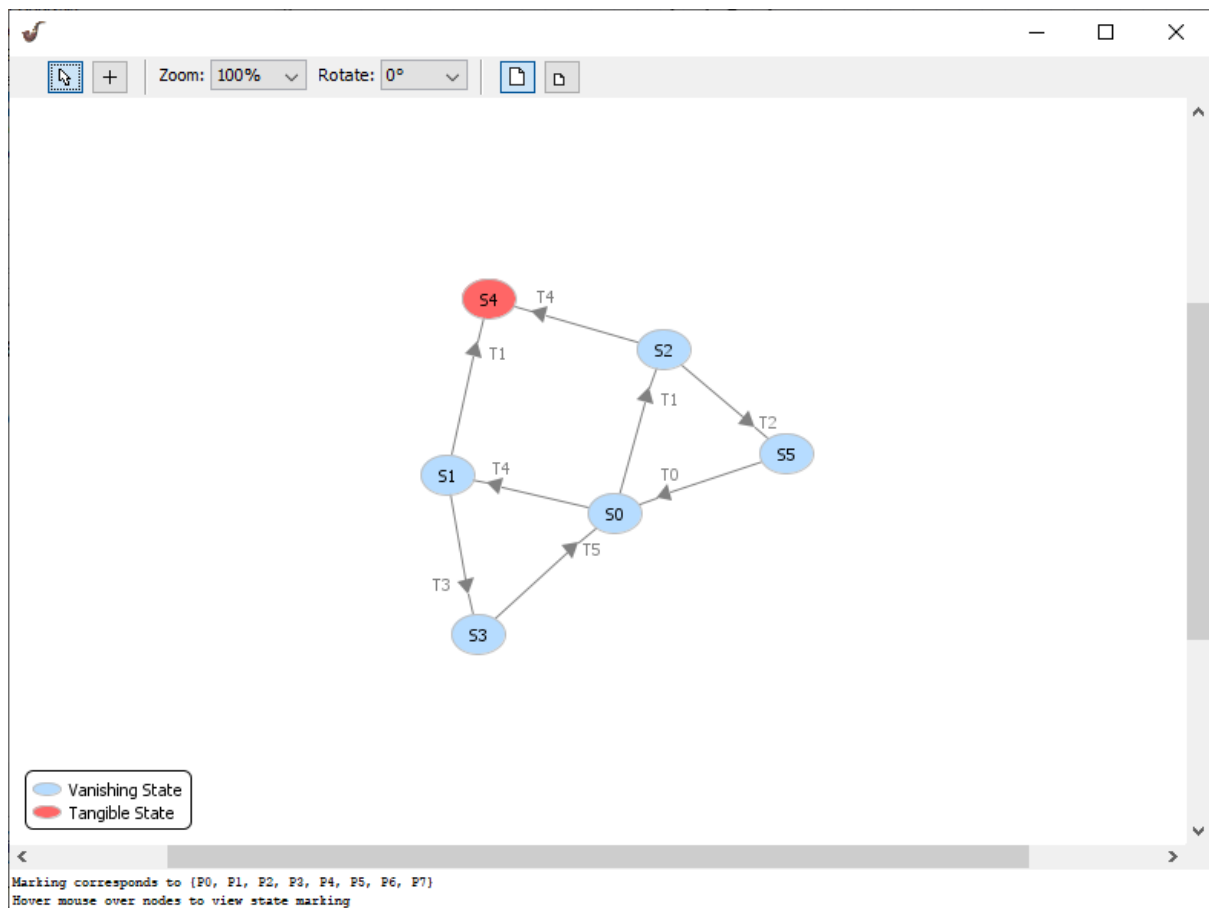 Zoom: 100% Rotate: 0°
S4
T4
T1
S2
T1
T2
S5
S1
T4
T0
S0
T5
T3
S3
Vanishing State
Tangible State
Marking corresponds to {P0, P1, P2, P3, P4, P5, P6, P7}
Hover mouse over nodes to view state marking